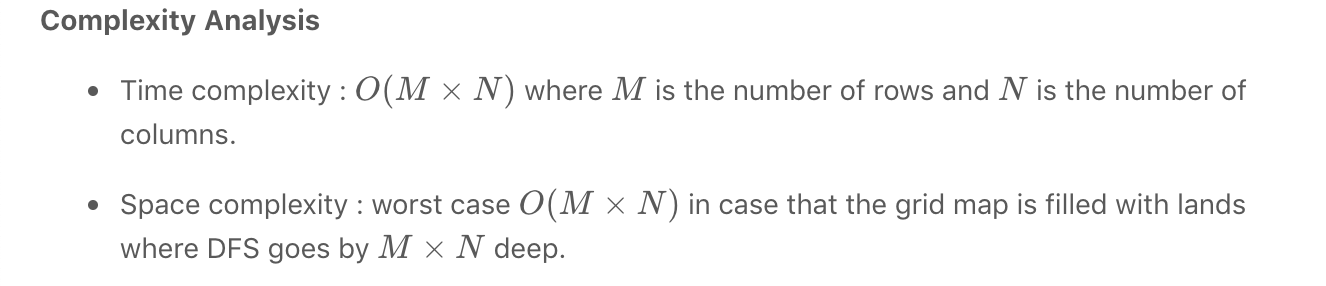 Complexity Analysis
• Time complexity : O(M × N) where M is the number of rows and N is the number of
columns.
• Space complexity : worst case O(M × N) in case that the grid map is filled with lands
where DFS goes by M × N deep.